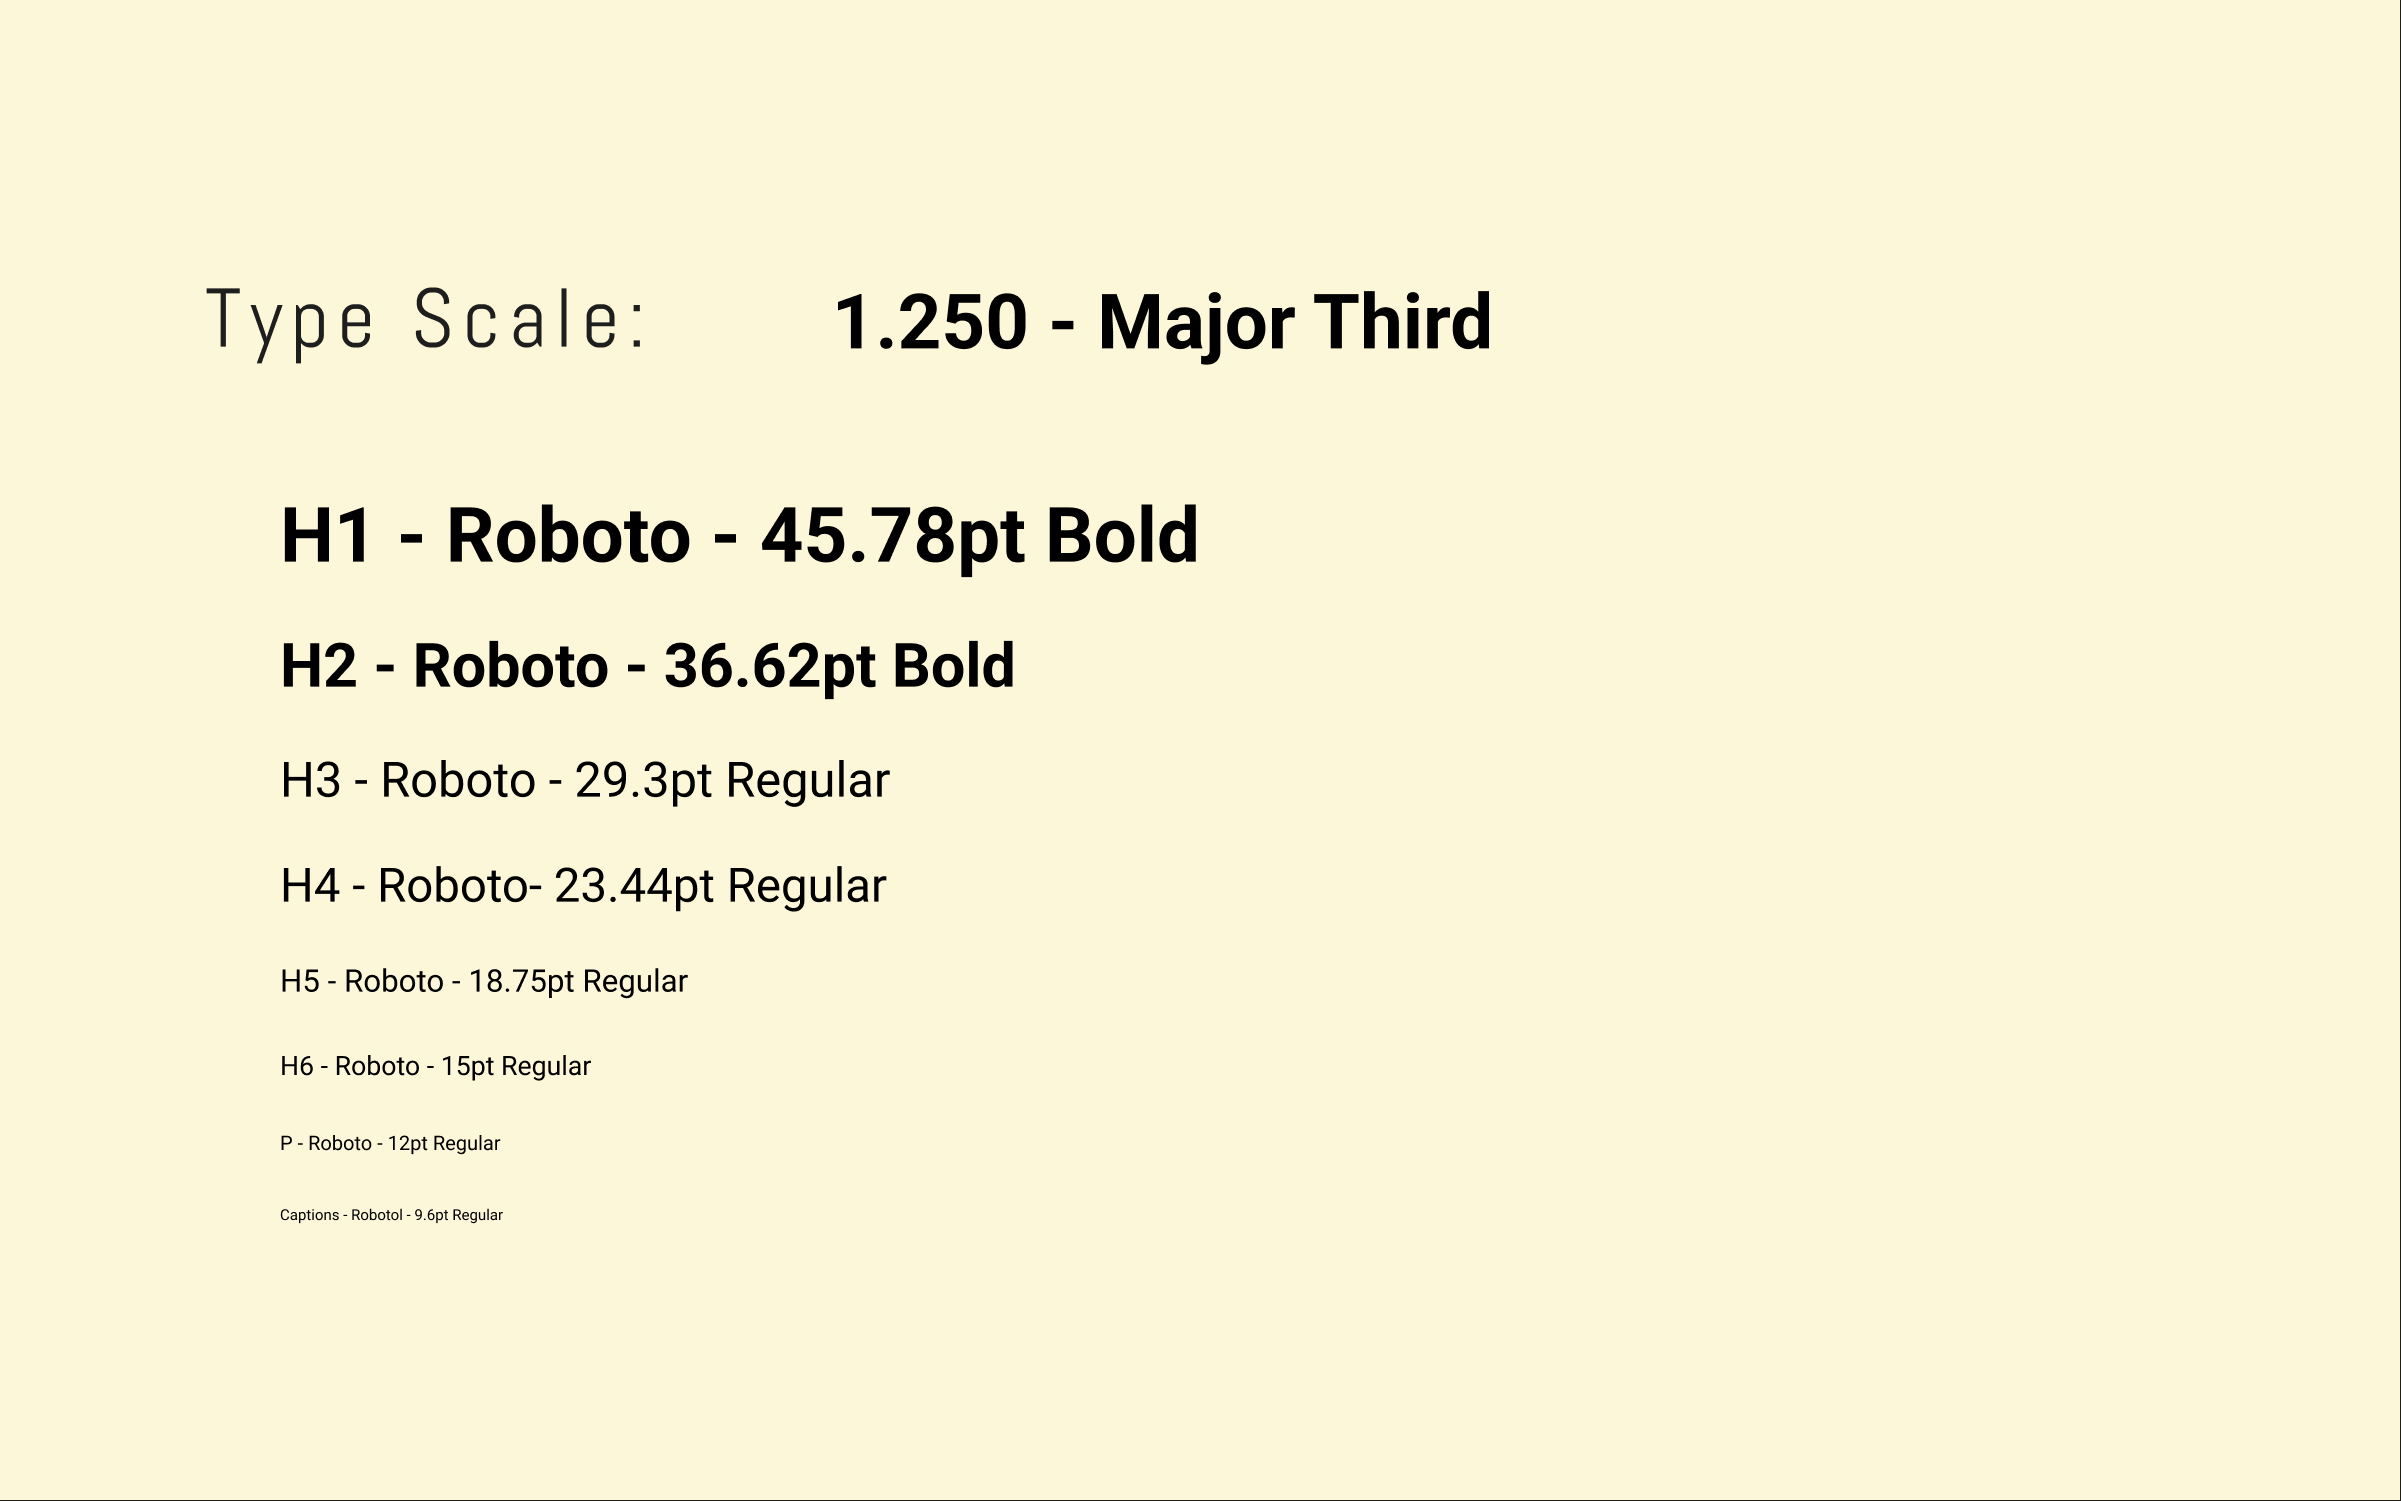 Type Scale: 1.250 - Major Third
H1 - Roboto - 45.78pt Bold
H2 - Roboto - 36.62pt Bold
H3 - Roboto - 29.3pt Regular
H4 - Roboto- 23.44pt Regular
H5 - Roboto - 18.75pt Regular
H6 - Roboto - 15pt Regular
P - Roboto - 12pt Regular
Captions - Robotol - 9.6pt Regular